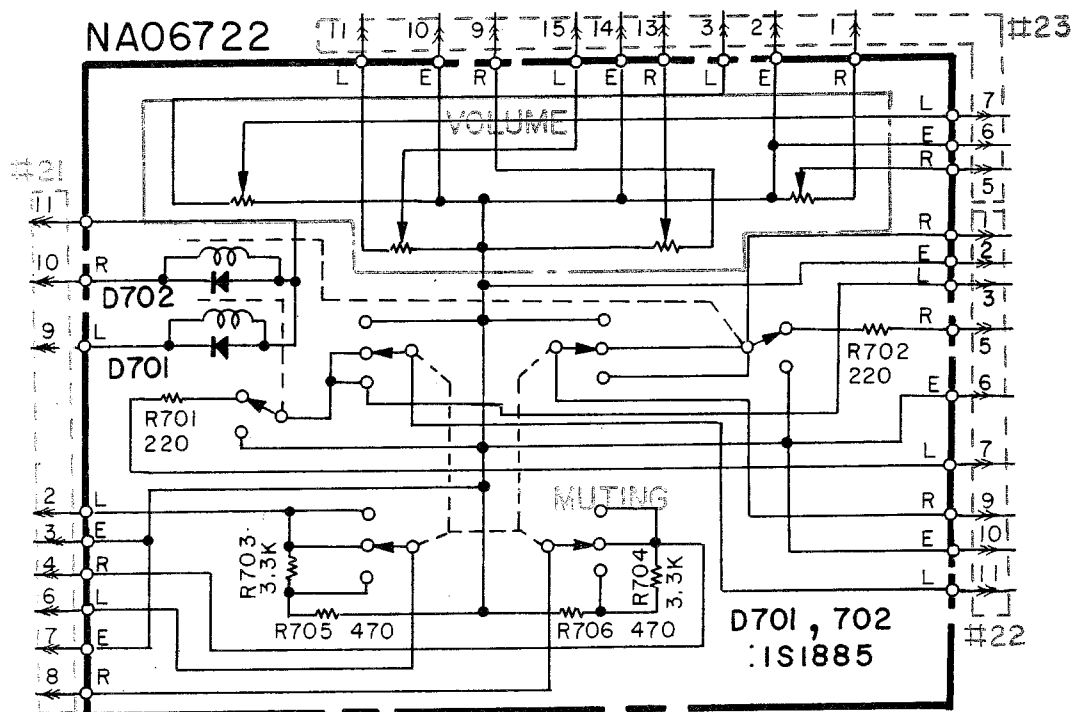 NA06722
11 10 9 15 14 13 3 2 1
#23
L E R L E R L E R
VOLUME
L 7
E 6
R 5
#21
11
10 R
D702
9 L
D701
R 1
E 2
L 3
R 5
R702
220
E 6
R701
220
L 7
MUTING
R 9
E 10
L 11
#22
2 L
3 E
4 R
6 L
7 E
8 R
R703
3.3K
R704
3.3K
R705 470
R706 470
D701, 702
:1S1885